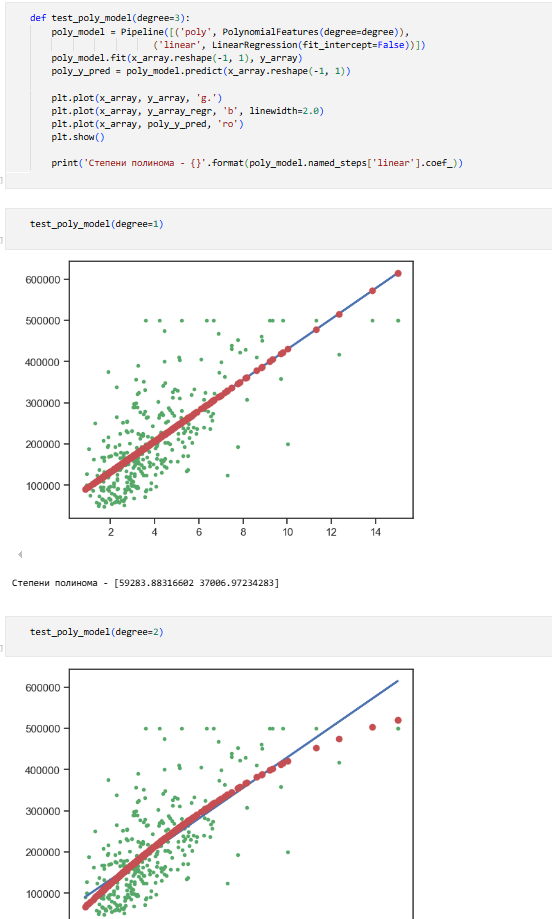 def test_poly_model(degree=3):
poly_model = Pipeline([('poly', PolynomialFeatures(degree=degree)),
('linear', LinearRegression(fit_intercept=False))])
poly_model.fit(x_array.reshape(-1, 1), y_array)
poly_y_pred = poly_model.predict(x_array.reshape(-1, 1))
plt.plot(x_array, y_array, 'g.')
plt.plot(x_array, y_array_regr, 'b', linewidth=2.0)
plt.plot(x_array, poly_y_pred, 'ro')
plt.show()
print('Степени полинома - {}'.format(poly_model.named_steps['linear'].coef_))
]
test_poly_model(degree=1)
]
600000
500000
400000
300000
200000
100000
2 4 6 8 10 12 14
Степени полинома - [59283.88316602 37006.97234283]
test_poly_model(degree=2)
]
600000
500000
400000
300000
200000
100000